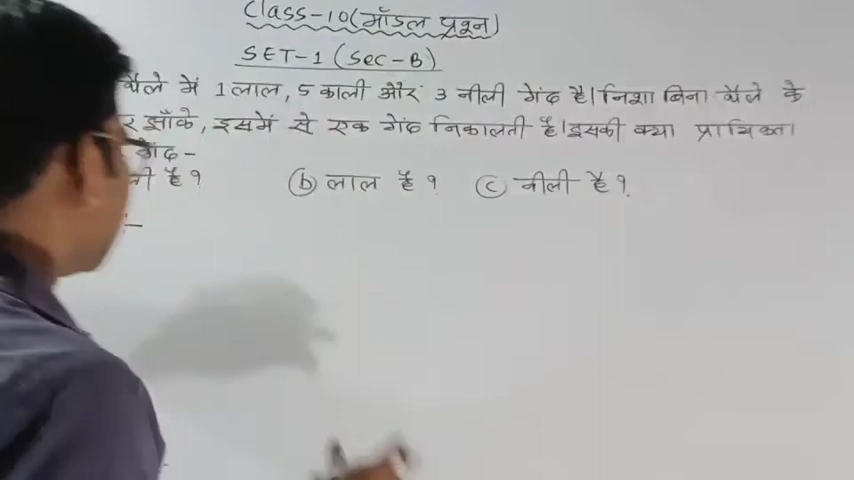 Class-10(मॉडल प्रश्न)
SET-1 (Sec-B)
थैले में 1 लाल, 5 काली और 3 नीली गेंद है। निशा बिना थैले के
झाँके, इसमें से एक गेंद निकालती है। इसकी क्या प्रायिकता
गेंद -
है? (b) लाल है? (c) नीली है?